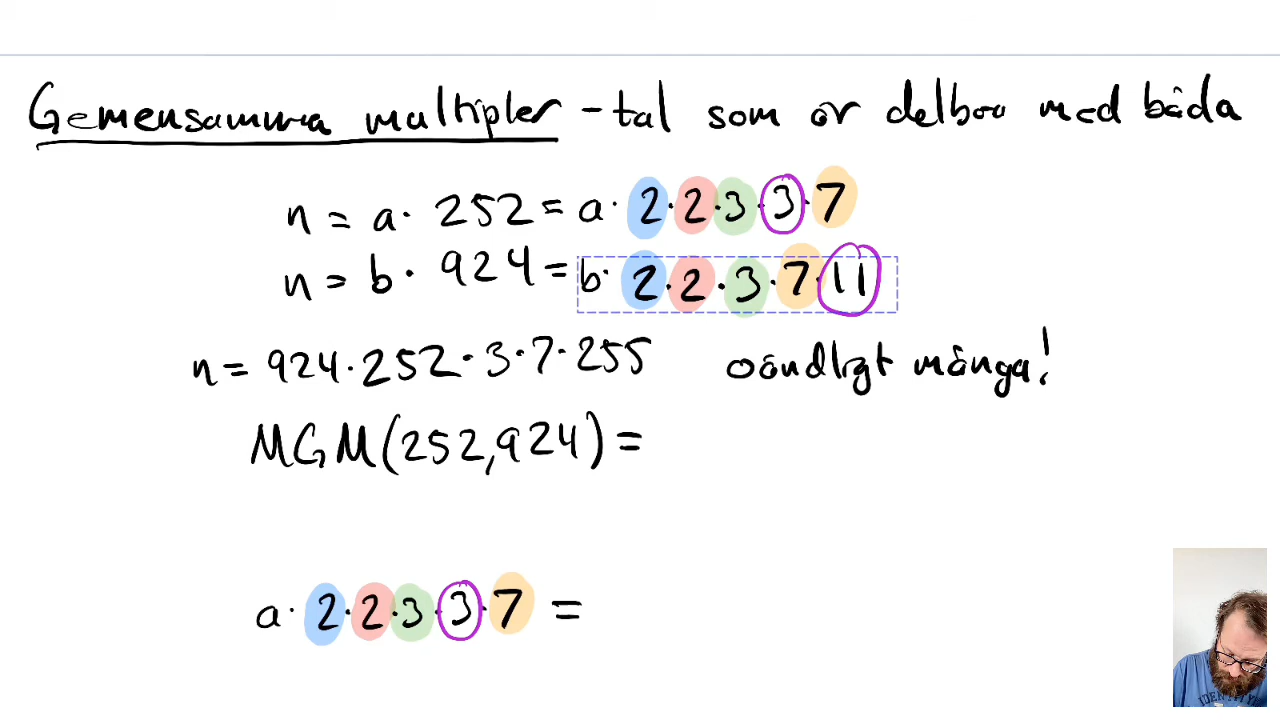 Gemensamma multipler - tal som är delbara med båda
n = a · 252 = a · 2 · 2 · 3 · 3 · 7
n = b · 924 = b · 2 · 2 · 3 · 7 · 11
n = 924 · 252 · 3 · 7 · 255 oändligt många!
MGM(252,924) =
a · 2 · 2 · 3 · 3 · 7 =
IDENTITY